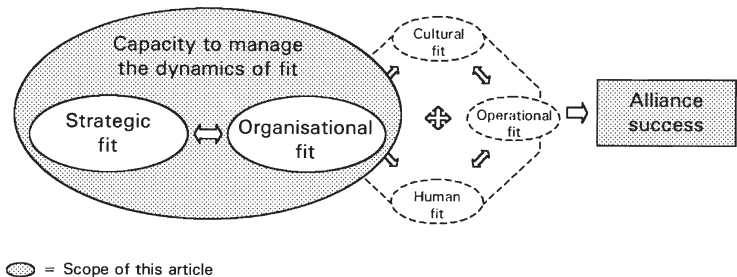 Capacity to manage
the dynamics of fit
Strategic
fit
Organisational
fit
Cultural
fit
Operational
fit
Human
fit
Alliance
success
= Scope of this article